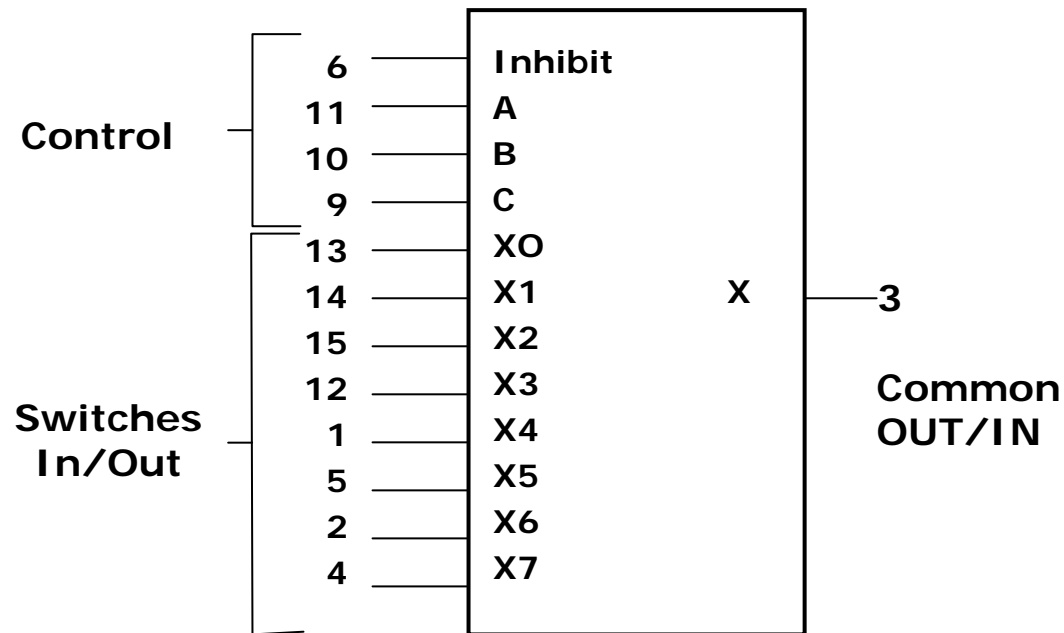 Control
6 Inhibit
11 A
10 B
9 C
Switches
In/Out
13 XO
14 X1
15 X2
12 X3
1 X4
5 X5
2 X6
4 X7
X 3
Common
OUT/IN